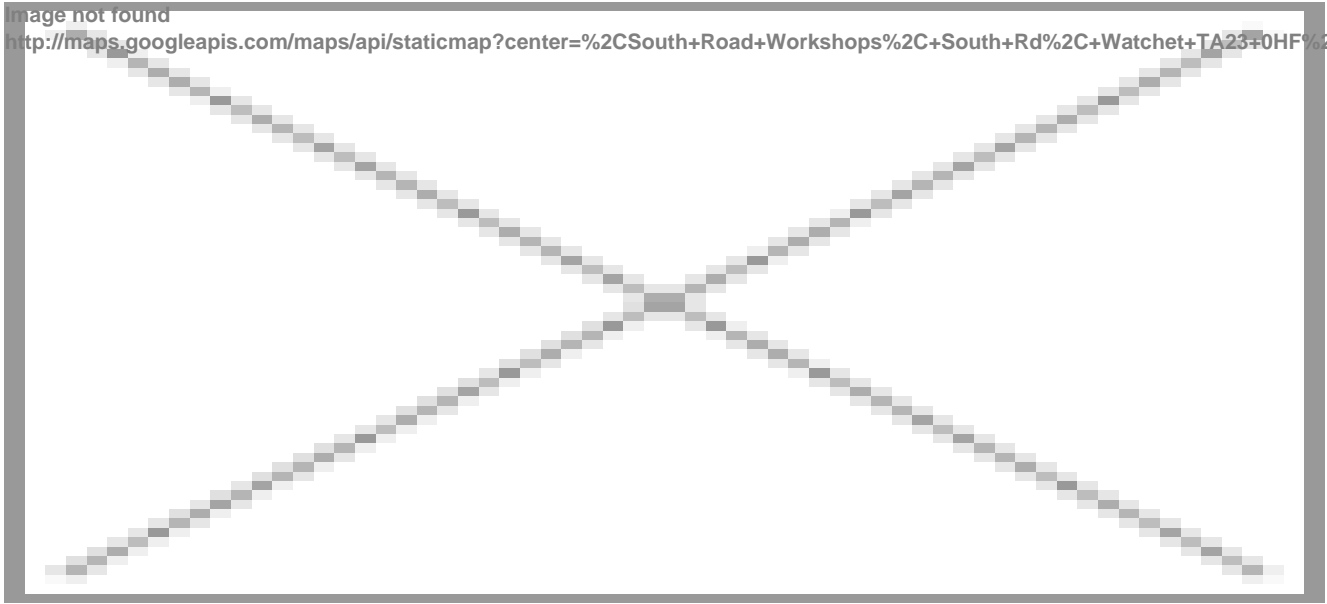 Image not found
http://maps.googleapis.com/maps/api/staticmap?center=%2CSouth+Road+Workshops%2C+South+Rd%2C+Watchet+TA23+0HF%2